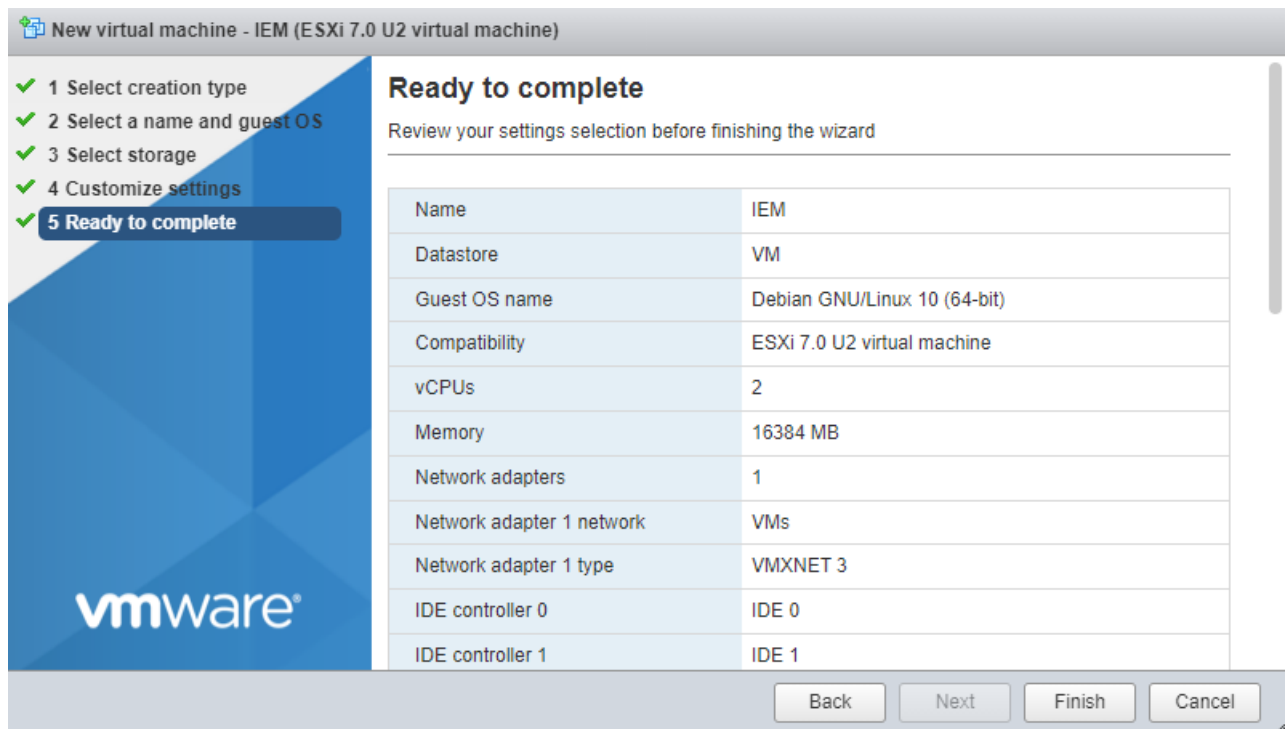 New virtual machine - IEM (ESXi 7.0 U2 virtual machine)
1 Select creation type
2 Select a name and guest OS
3 Select storage
4 Customize settings
5 Ready to complete
vmware®
Ready to complete
Review your settings selection before finishing the wizard
Name IEM
Datastore VM
Guest OS name Debian GNU/Linux 10 (64-bit)
Compatibility ESXi 7.0 U2 virtual machine
vCPUs 2
Memory 16384 MB
Network adapters 1
Network adapter 1 network VMs
Network adapter 1 type VMXNET 3
IDE controller 0 IDE 0
IDE controller 1 IDE 1
Back Next Finish Cancel